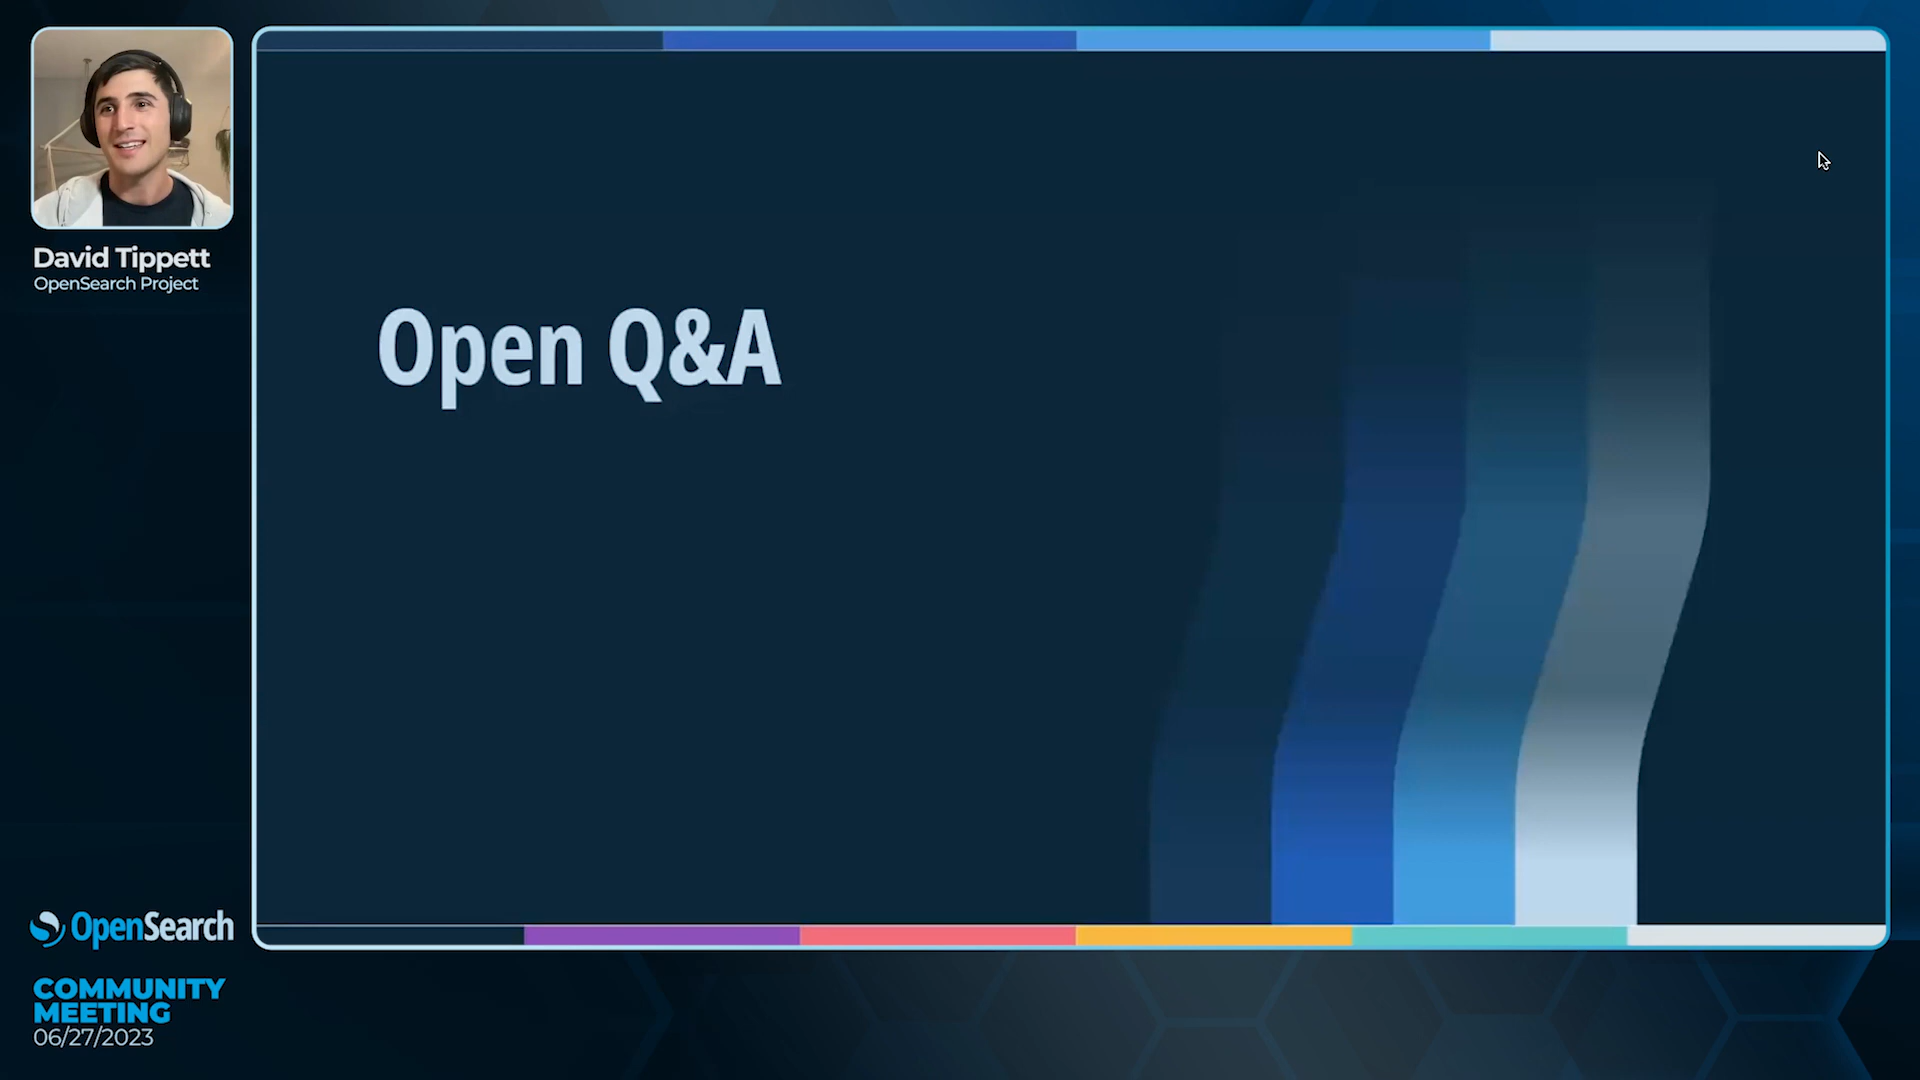 David Tippett
OpenSearch Project
Open Q&A
OpenSearch
COMMUNITY
MEETING
06/27/2023